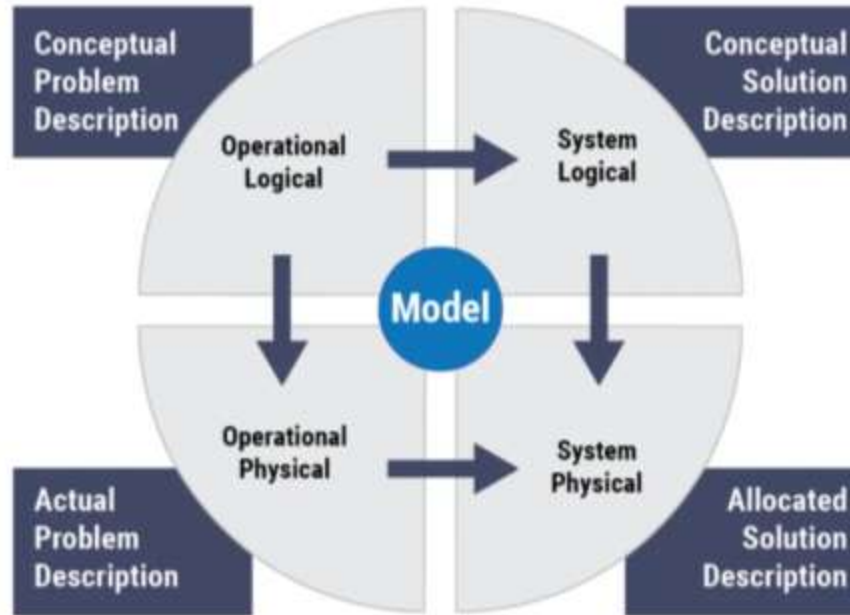 Conceptual
Problem
Description
Conceptual
Solution
Description
Operational
Logical
System
Logical
Model
Operational
Physical
System
Physical
Actual
Problem
Description
Allocated
Solution
Description